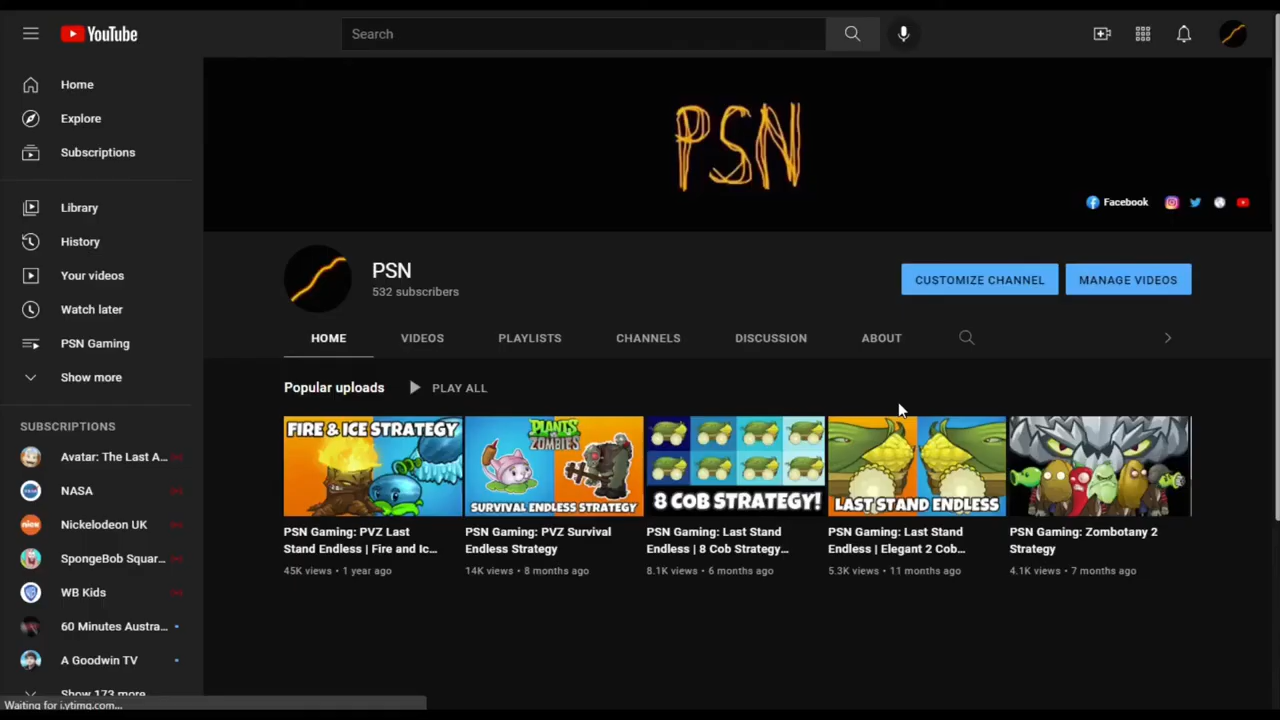 YouTube
Search
Home
Explore
Subscriptions
Library
History
Your videos
Watch later
PSN Gaming
Show more
SUBSCRIPTIONS
Avatar: The Last A...
NASA
Nickelodeon UK
SpongeBob Squar...
WB Kids
60 Minutes Austra...
A Goodwin TV
Show 173 more
Waiting for i.ytimg.com...
PSN
Facebook
PSN
532 subscribers
CUSTOMIZE CHANNEL
MANAGE VIDEOS
HOME
VIDEOS
PLAYLISTS
CHANNELS
DISCUSSION
ABOUT
Popular uploads
PLAY ALL
FIRE & ICE STRATEGY
PSN Gaming: PVZ Last
Stand Endless | Fire and Ic...
45K views • 1 year ago
PLANTS
VS
ZOMBIES
SURVIVAL ENDLESS STRATEGY
PSN Gaming: PVZ Survival
Endless Strategy
14K views • 8 months ago
8 COB STRATEGY!
PSN Gaming: Last Stand
Endless | 8 Cob Strategy...
8.1K views • 6 months ago
LAST STAND ENDLESS
PSN Gaming: Last Stand
Endless | Elegant 2 Cob...
5.3K views • 11 months ago
PSN Gaming: Zombotany 2
Strategy
4.1K views • 7 months ago